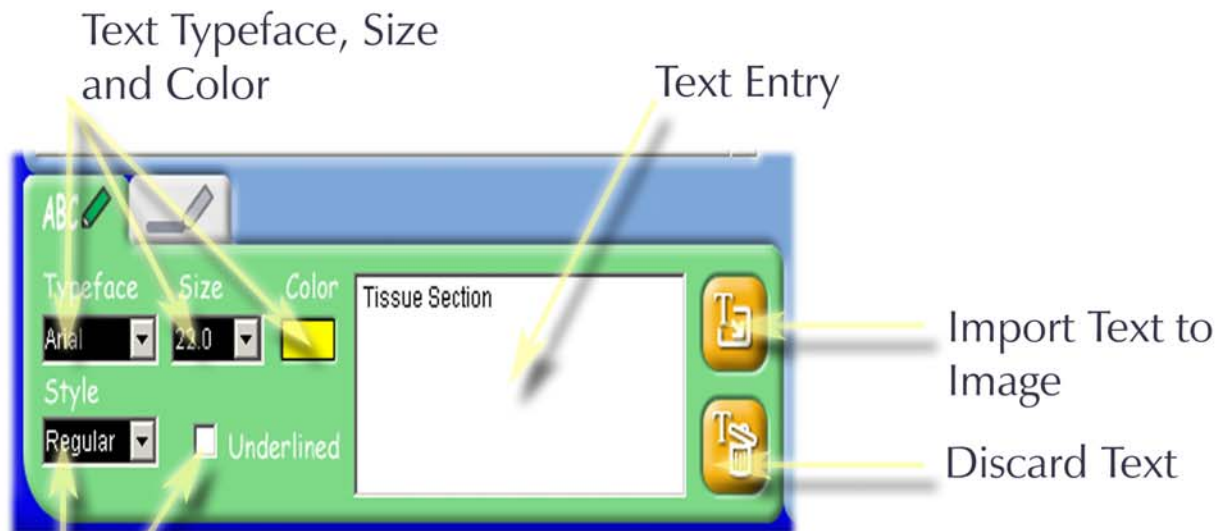 Text Typeface, Size
and Color
Text Entry
ABC
Typeface Size Color
Arial 22.0
Style
Regular Underlined
Tissue Section
T
Import Text to
Image
T
Discard Text